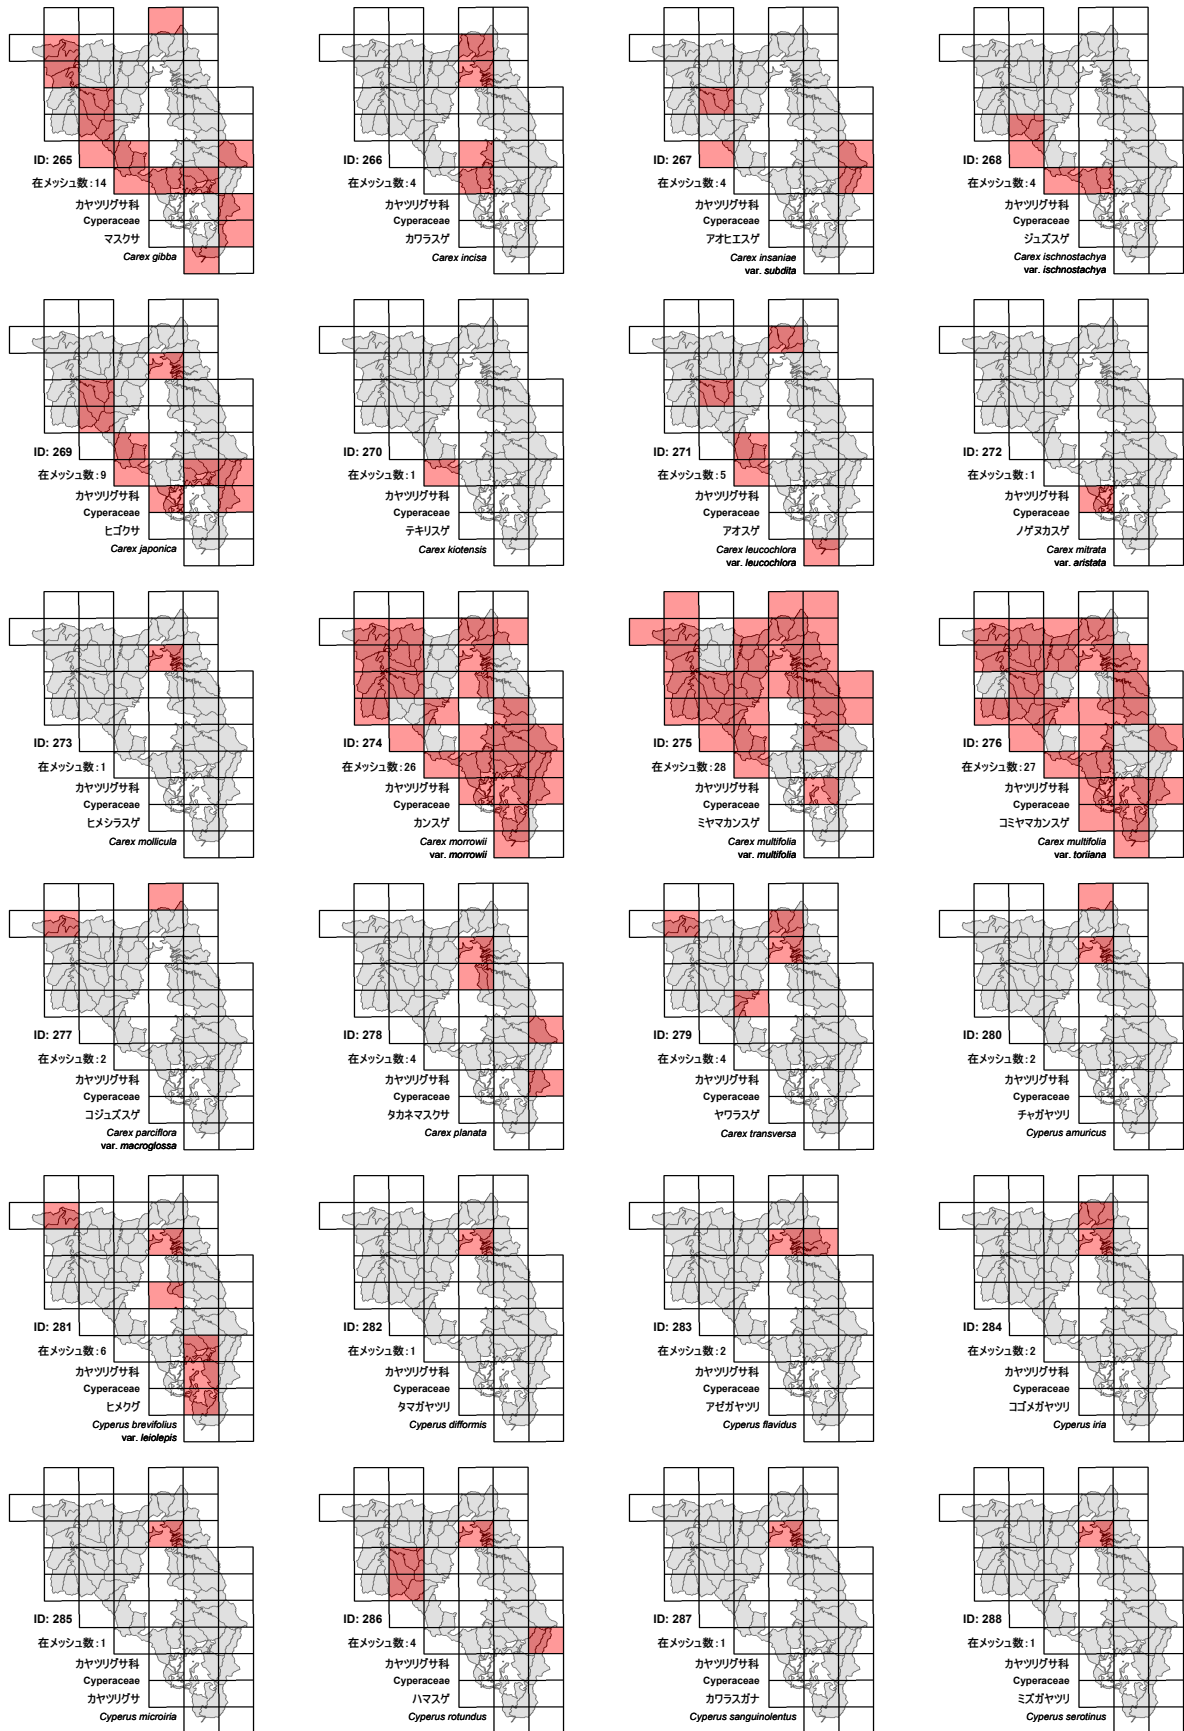 ID: 265
在メッシュ数:14
カヤツリグサ科
Cyperaceae
マスクサ
Carex gibba
ID: 266
在メッシュ数:4
カヤツリグサ科
Cyperaceae
カワラスゲ
Carex incisa
ID: 267
在メッシュ数:4
カヤツリグサ科
Cyperaceae
アオヒエスゲ
Carex insaniae
var. subdita
ID: 268
在メッシュ数:4
カヤツリグサ科
Cyperaceae
ジュズスゲ
Carex ischnostachya
var. ischnostachya
ID: 269
在メッシュ数:9
カヤツリグサ科
Cyperaceae
ヒゴクサ
Carex japonica
ID: 270
在メッシュ数:1
カヤツリグサ科
Cyperaceae
テキリスゲ
Carex kiotensis
ID: 271
在メッシュ数:5
カヤツリグサ科
Cyperaceae
アオスゲ
Carex leucochlora
var. leucochlora
ID: 272
在メッシュ数:1
カヤツリグサ科
Cyperaceae
ノゲヌカスゲ
Carex mitrata
var. aristata
ID: 273
在メッシュ数:1
カヤツリグサ科
Cyperaceae
ヒメシラスゲ
Carex mollicula
ID: 274
在メッシュ数:26
カヤツリグサ科
Cyperaceae
カンスゲ
Carex morrowii
var. morrowii
ID: 275
在メッシュ数:28
カヤツリグサ科
Cyperaceae
ミヤマカンスゲ
Carex multifolia
var. multifolia
ID: 276
在メッシュ数:27
カヤツリグサ科
Cyperaceae
コミヤマカンスゲ
Carex multifolia
var. toriiana
ID: 277
在メッシュ数:2
カヤツリグサ科
Cyperaceae
コジュズスゲ
Carex parciflora
var. macroglossa
ID: 278
在メッシュ数:4
カヤツリグサ科
Cyperaceae
タカネマスクサ
Carex planata
ID: 279
在メッシュ数:4
カヤツリグサ科
Cyperaceae
ヤワラスゲ
Carex transversa
ID: 280
在メッシュ数:2
カヤツリグサ科
Cyperaceae
チャガヤツリ
Cyperus amuricus
ID: 281
在メッシュ数:6
カヤツリグサ科
Cyperaceae
ヒメクグ
Cyperus brevifolius
var. leiolepis
ID: 282
在メッシュ数:1
カヤツリグサ科
Cyperaceae
タマガヤツリ
Cyperus difformis
ID: 283
在メッシュ数:2
カヤツリグサ科
Cyperaceae
アゼガヤツリ
Cyperus flavidus
ID: 284
在メッシュ数:2
カヤツリグサ科
Cyperaceae
コゴメガヤツリ
Cyperus iria
ID: 285
在メッシュ数:1
カヤツリグサ科
Cyperaceae
カヤツリグサ
Cyperus microiria
ID: 286
在メッシュ数:4
カヤツリグサ科
Cyperaceae
ハマスゲ
Cyperus rotundus
ID: 287
在メッシュ数:1
カヤツリグサ科
Cyperaceae
カワラスガナ
Cyperus sanguinolentus
ID: 288
在メッシュ数:1
カヤツリグサ科
Cyperaceae
ミズガヤツリ
Cyperus serotinus